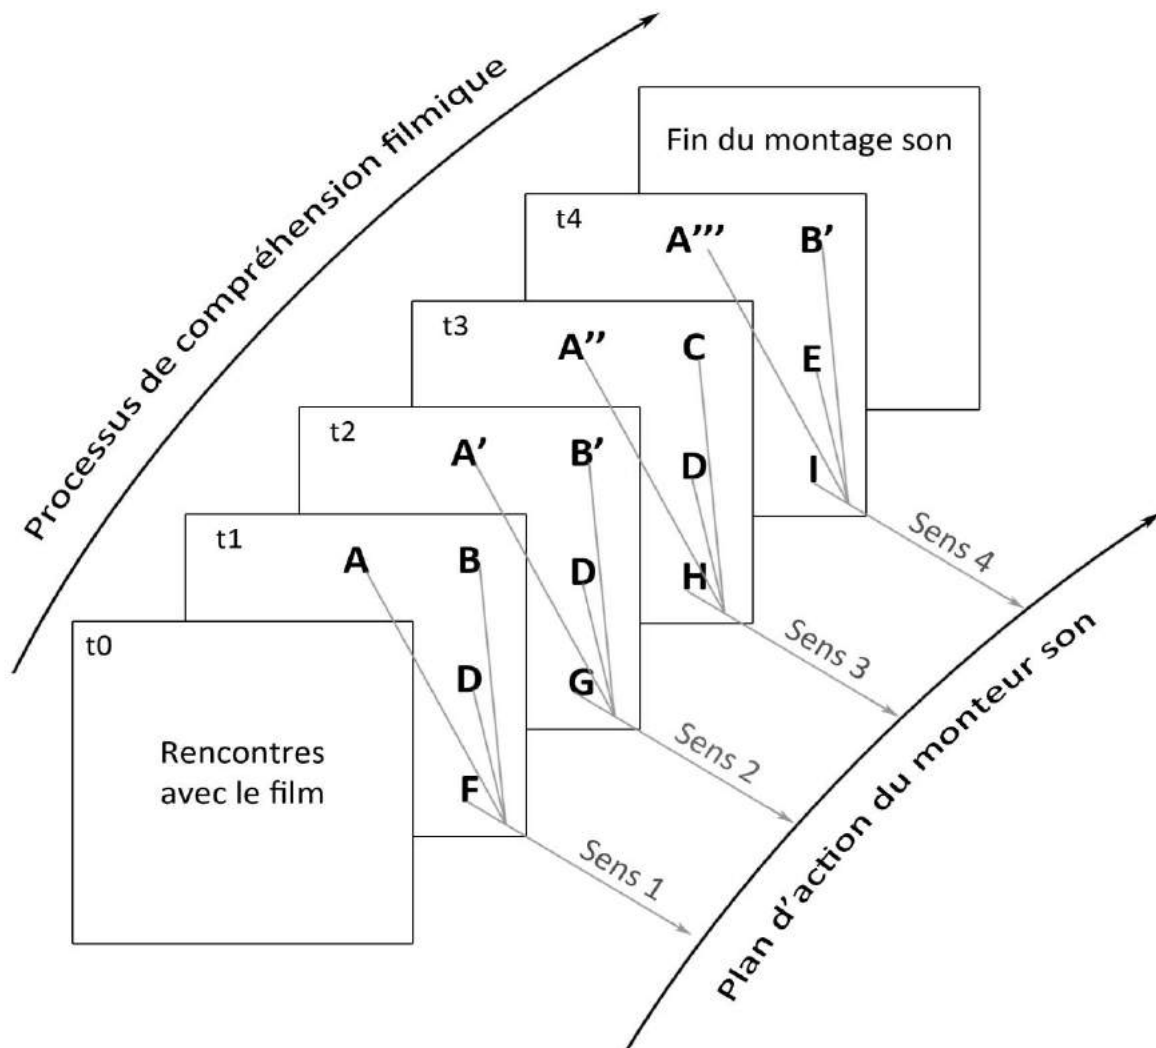 Processus de compréhension filmique
Fin du montage son
t4
A''' B'
E
I
Sens 4
t3
A'' C
D
H
Sens 3
t2
A' B'
D
G
Sens 2
t1
A B
D
F
Sens 1
t0
Rencontres
avec le film
Plan d'action du monteur son